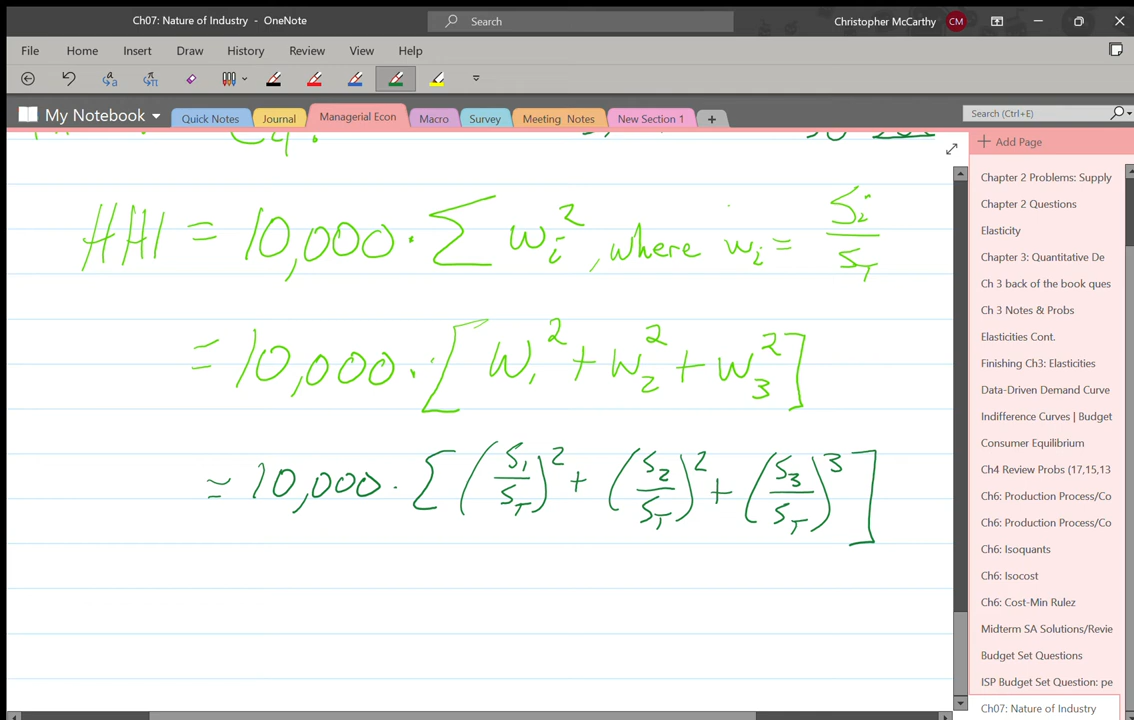 Ch07: Nature of Industry - OneNote
Search
Christopher McCarthy
CM
File Home Insert Draw History Review View Help
My Notebook
Quick Notes
Journal
Managerial Econ
Macro
Survey
Meeting Notes
New Section 1
+
Search (Ctrl+E)
C4.
HHI = 10,000 · ∑ wᵢ², where wᵢ = Sᵢ/S_T
= 10,000 · [w₁² + w₂² + w₃²]
≈ 10,000 · [(S₁/S_T)² + (S₂/S_T)² + (S₃/S_T)³]
+ Add Page
Chapter 2 Problems: Supply
Chapter 2 Questions
Elasticity
Chapter 3: Quantitative De
Ch 3 back of the book ques
Ch 3 Notes & Probs
Elasticities Cont.
Finishing Ch3: Elasticities
Data-Driven Demand Curve
Indifference Curves | Budget
Consumer Equilibrium
Ch4 Review Probs (17,15,13
Ch6: Production Process/Co
Ch6: Production Process/Co
Ch6: Isoquants
Ch6: Isocost
Ch6: Cost-Min Rulez
Midterm SA Solutions/Revie
Budget Set Questions
ISP Budget Set Question: pe
Ch07: Nature of Industry